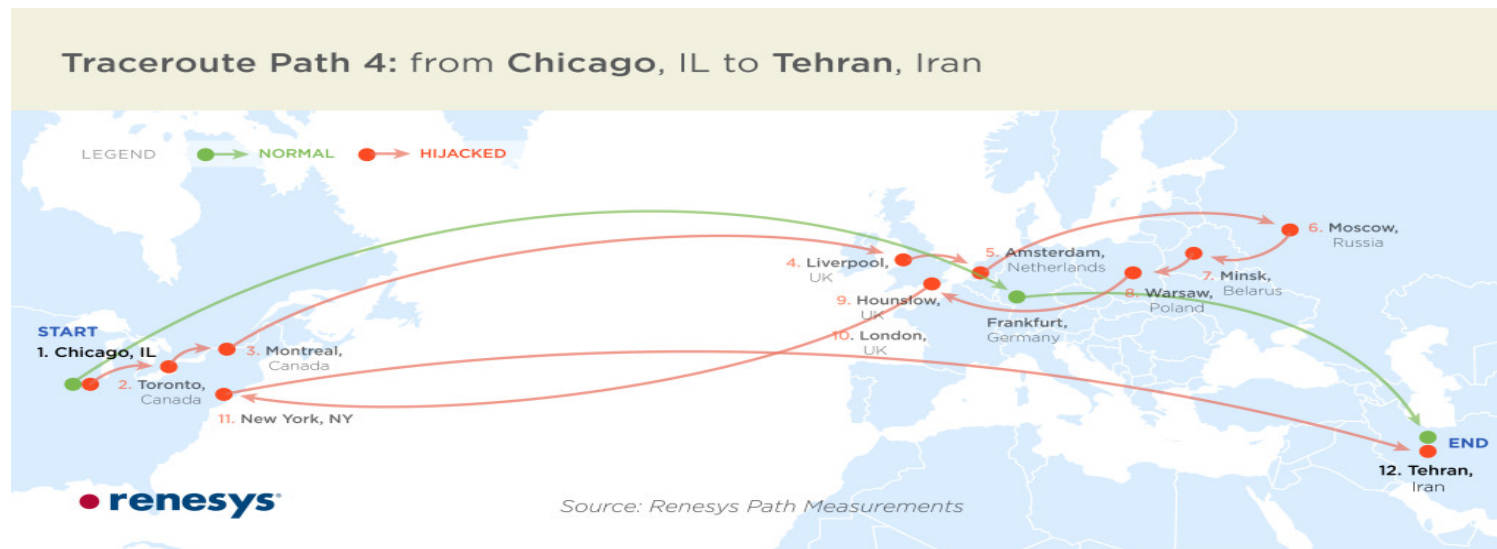 Traceroute Path 4: from Chicago, IL to Tehran, Iran
LEGEND
NORMAL
HIJACKED
START
1. Chicago, IL
2. Toronto,
Canada
3. Montreal,
Canada
4. Liverpool,
UK
5. Amsterdam,
Netherlands
6. Moscow,
Russia
7. Minsk,
Belarus
8. Warsaw,
Poland
9. Hounslow,
UK
10. London,
UK
Frankfurt,
Germany
11. New York, NY
END
12. Tehran,
Iran
renesys
Source: Renesys Path Measurements